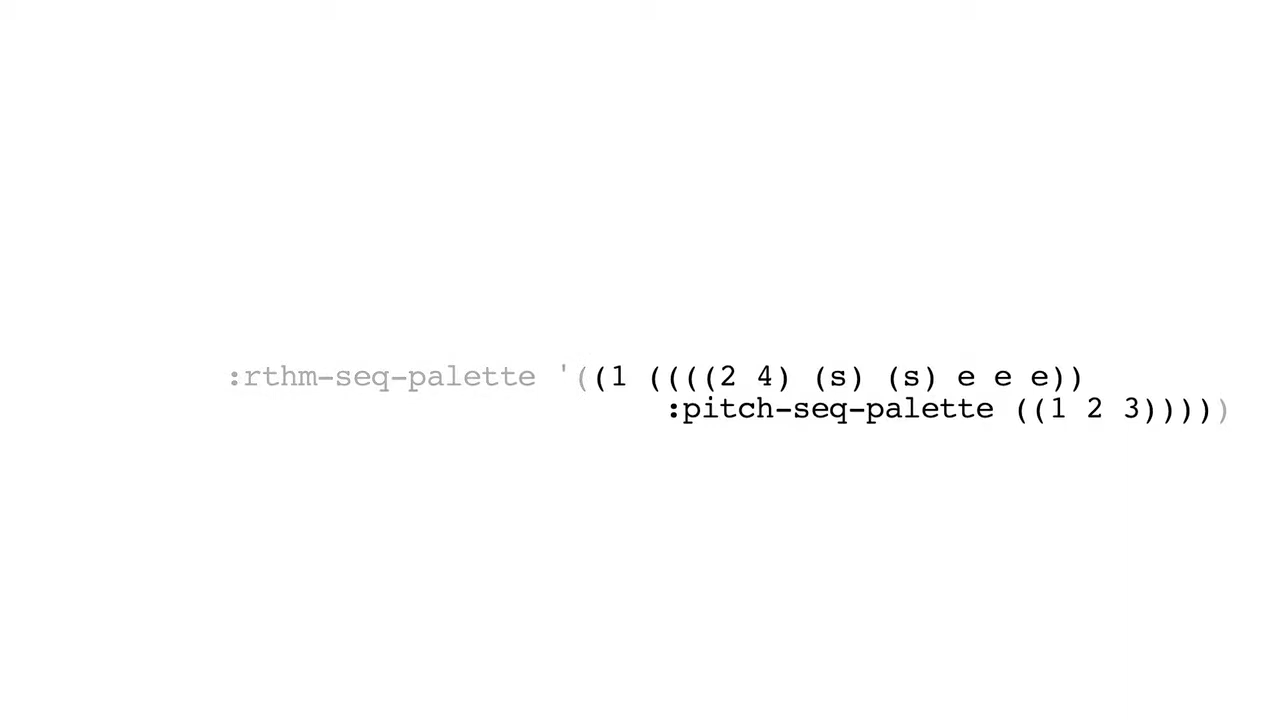 :rthm-seq-palette '((1 ((((2 4) (s) (s) e e e))
:pitch-seq-palette ((1 2 3)))))